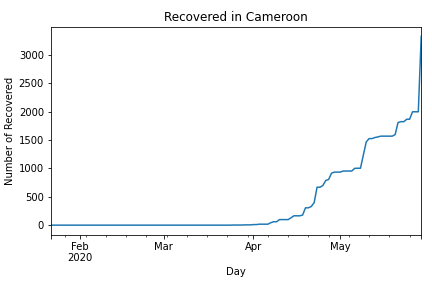 Recovered in Cameroon
Number of Recovered
3000
2500
2000
1500
1000
500
0
Feb
2020
Mar
Apr
May
Day